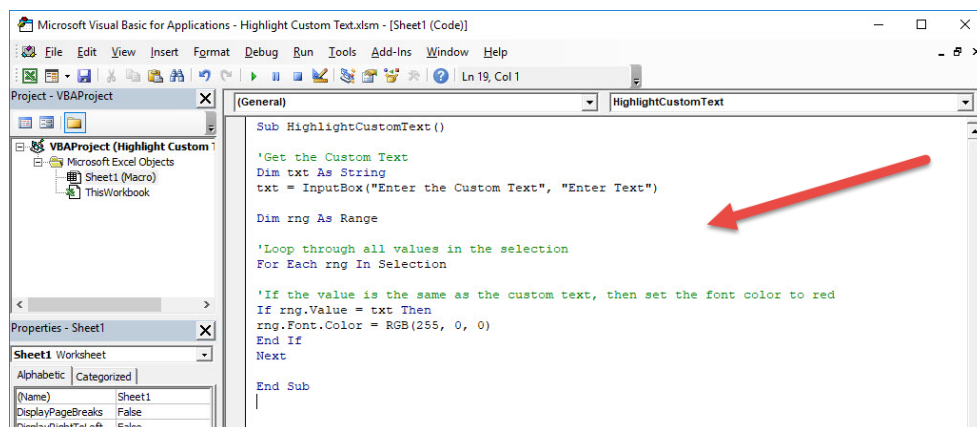 Microsoft Visual Basic for Applications - Highlight Custom Text.xlsm - [Sheet1 (Code)]
File Edit View Insert Format Debug Run Tools Add-Ins Window Help
Ln 19, Col 1
Project - VBAProject
(General)
HighlightCustomText
VBAProject (Highlight Custom
Microsoft Excel Objects
Sheet1 (Macro)
ThisWorkbook
Properties - Sheet1
Sheet1 Worksheet
Alphabetic Categorized
(Name) Sheet1
DisplayPageBreaks False
DisplayRightToLeft False
Sub HighlightCustomText()
'Get the Custom Text
Dim txt As String
txt = InputBox("Enter the Custom Text", "Enter Text")
Dim rng As Range
'Loop through all values in the selection
For Each rng In Selection
'If the value is the same as the custom text, then set the font color to red
If rng.Value = txt Then
rng.Font.Color = RGB(255, 0, 0)
End If
Next
End Sub